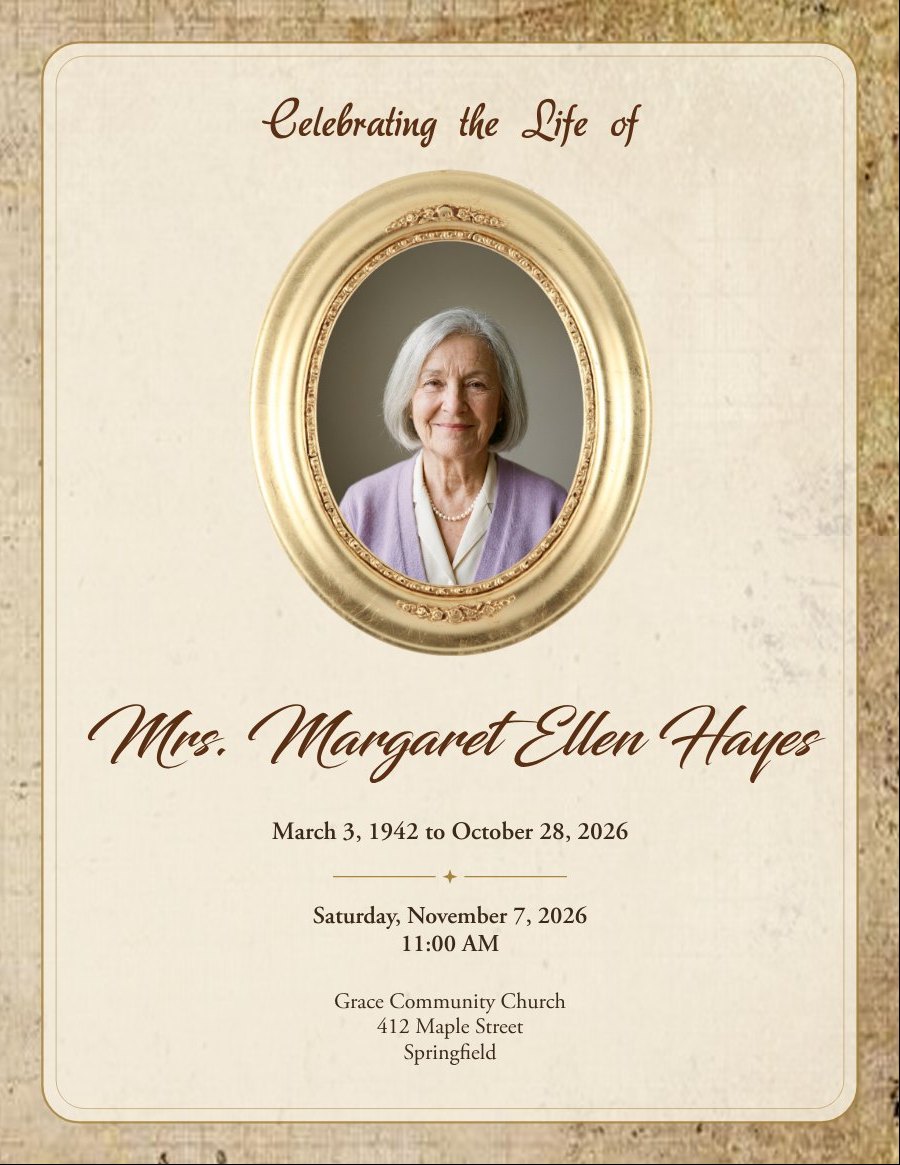 Celebrating the Life of
Mrs. Margaret Ellen Hayes
March 3, 1942 to October 28, 2026
Saturday, November 7, 2026
11:00 AM
Grace Community Church
412 Maple Street
Springfield